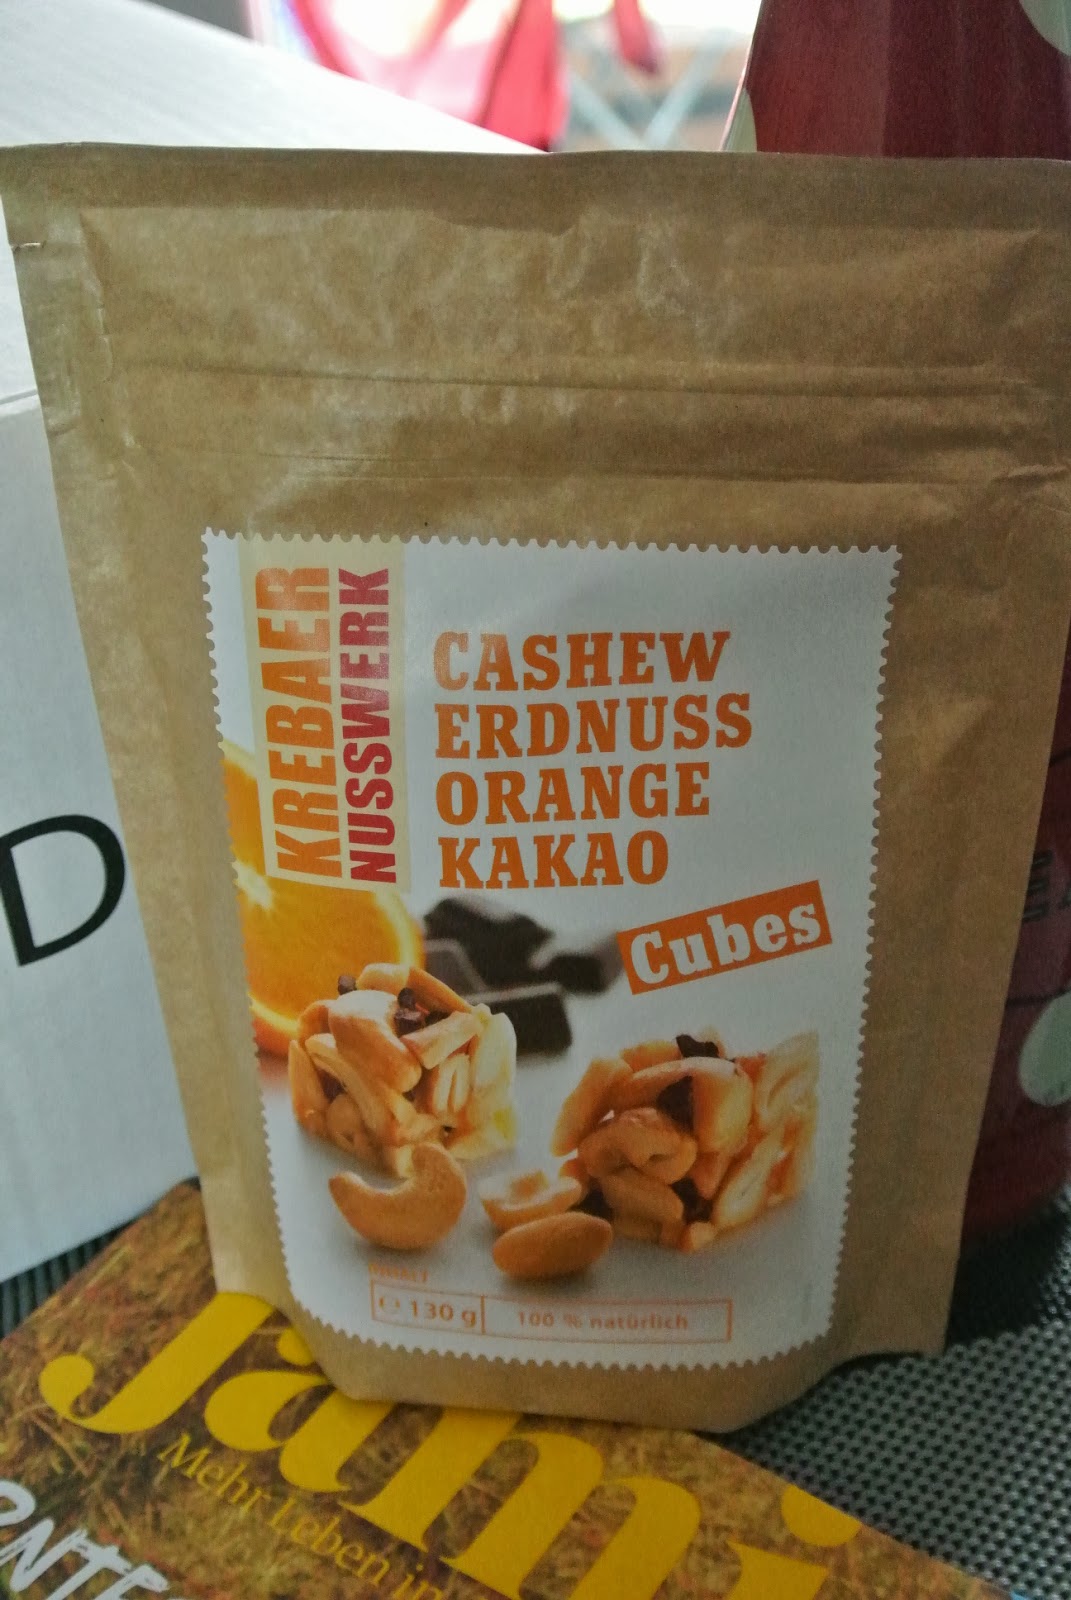 KREBAER
NUSSWERK
CASHEW
ERDNUSS
ORANGE
KAKAO
Cubes
℮ 130 g
100 % natürlich
D
Jami
Mehr Leben in